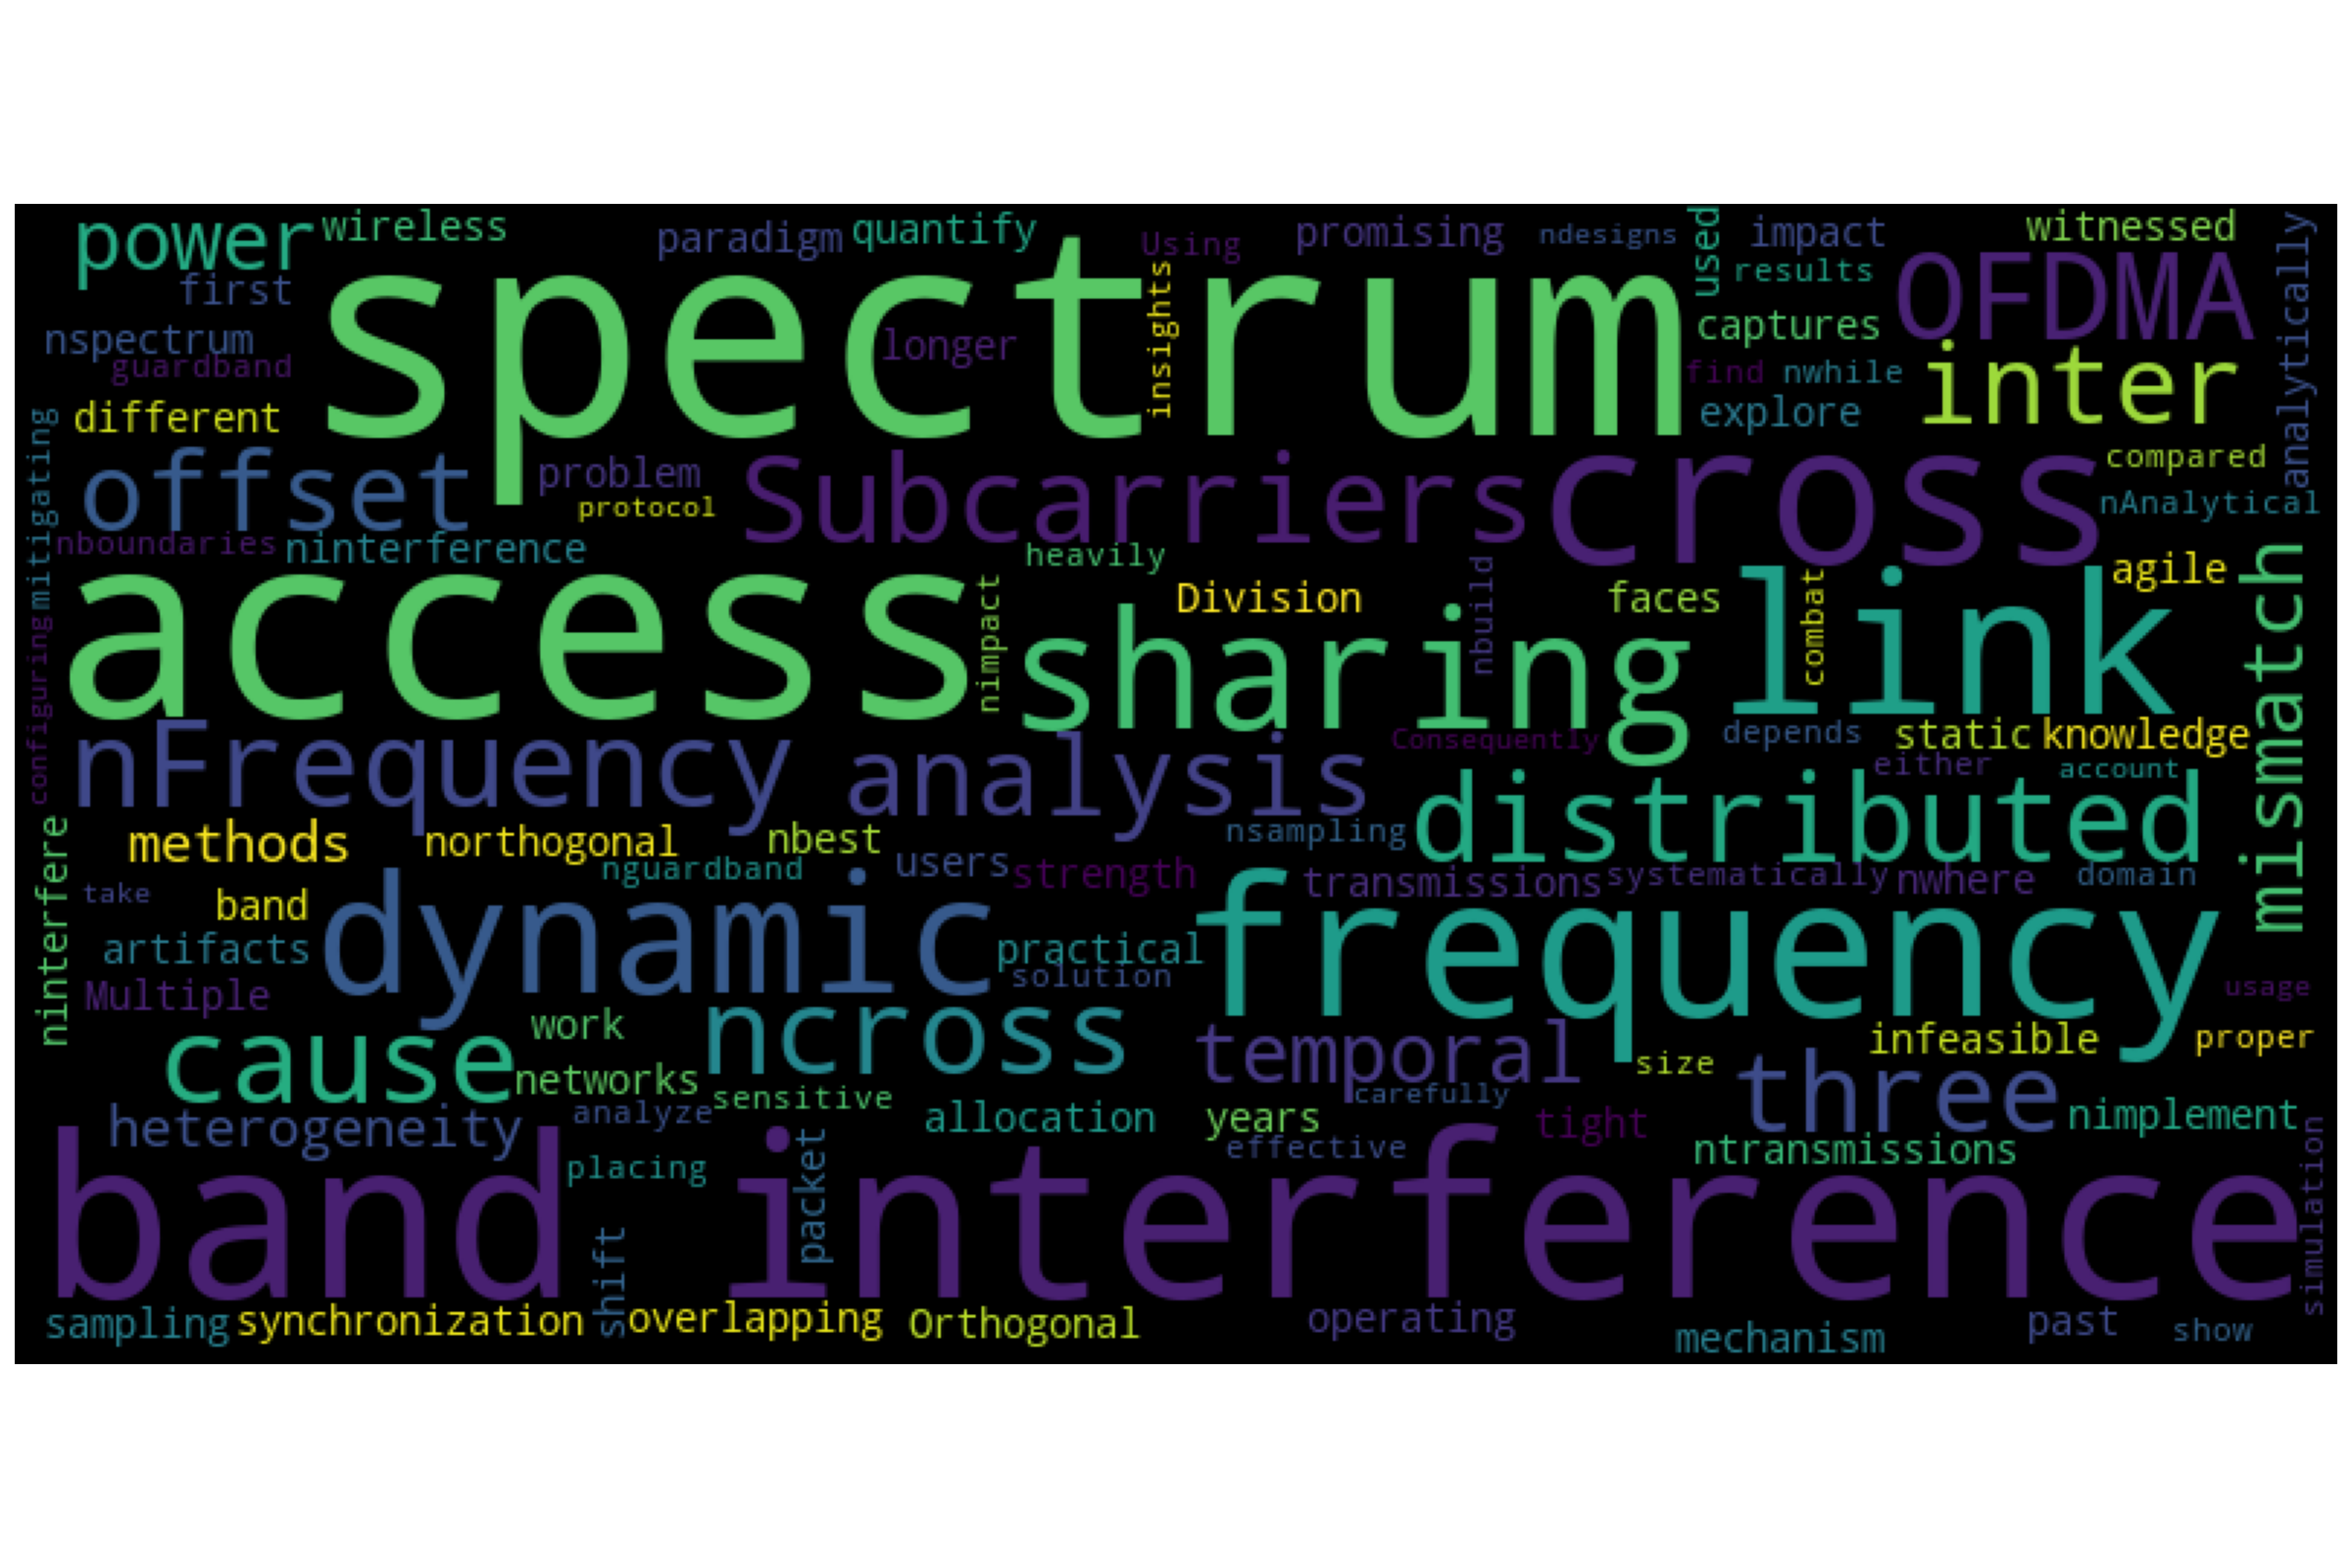 power
wireless
paradigm
quantify
Using
promising
ndesigns
used
impact
witnessed
first
spectrum
insights
results
OFDMA
analytically
nspectrum
longer
captures
guardband
find
nwhile
inter
different
explore
mitigating
offset
problem
Subcarriers
cross
compared
protocol
nAnalytical
nboundaries
ninterference
heavily
access
nimpact
Division
nbuild
faces
link
combat
agile
mismatch
sharing
configuring
nFrequency
analysis
Consequently
depends
static
knowledge
either
account
methods
northogonal
nbest
nsampling
distributed
ninterfere
nguardband
users
strength
transmissions
systematically
nwhere
domain
take
band
dynamic
frequency
artifacts
practical
solution
Multiple
usage
cause
work
ncross
temporal
size
infeasible
proper
networks
sensitive
carefully
three
heterogeneity
analyze
allocation
years
tight
nimplement
effective
ntransmissions
band interference
placing
packet
shift
simulation
sampling
synchronization
overlapping
Orthogonal
operating
mechanism
past
show